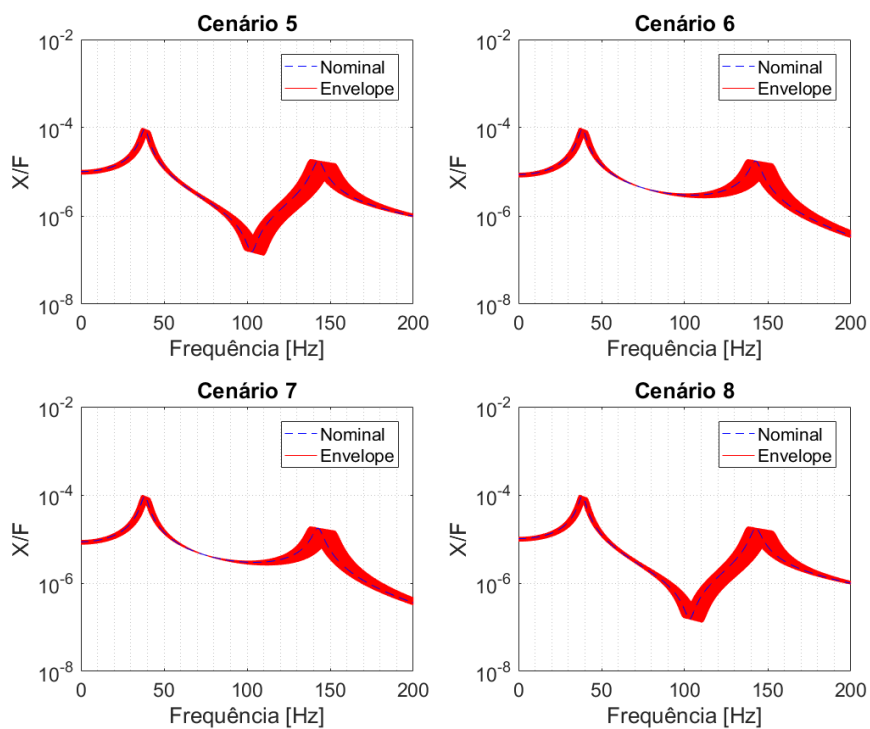 Cenário 5
10^-2
10^-4
10^-6
10^-8
X/F
Nominal
Envelope
0 50 100 150 200
Frequência [Hz]
Cenário 6
10^-2
10^-4
10^-6
10^-8
X/F
Nominal
Envelope
0 50 100 150 200
Frequência [Hz]
Cenário 7
10^-2
10^-4
10^-6
10^-8
X/F
Nominal
Envelope
0 50 100 150 200
Frequência [Hz]
Cenário 8
10^-2
10^-4
10^-6
10^-8
X/F
Nominal
Envelope
0 50 100 150 200
Frequência [Hz]